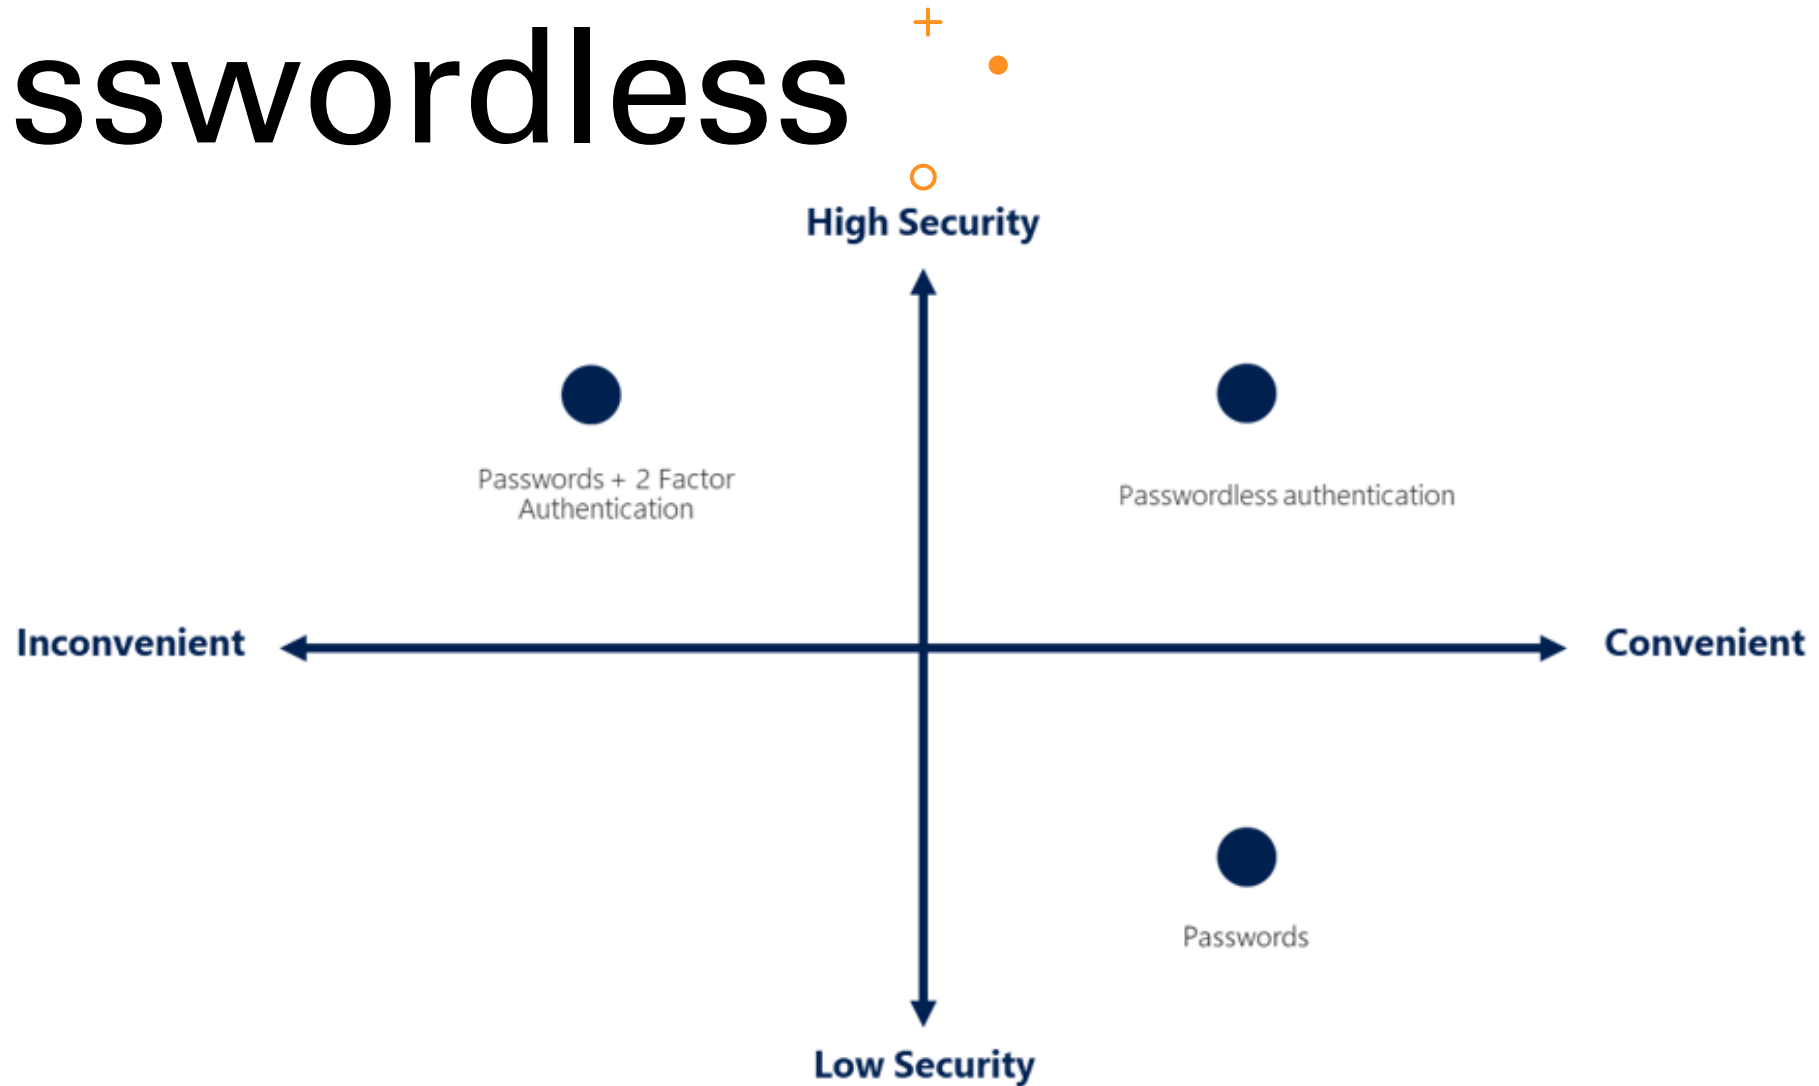 sswordless
High Security
Passwords + 2 Factor
Authentication
Passwordless authentication
Inconvenient
Convenient
Passwords
Low Security